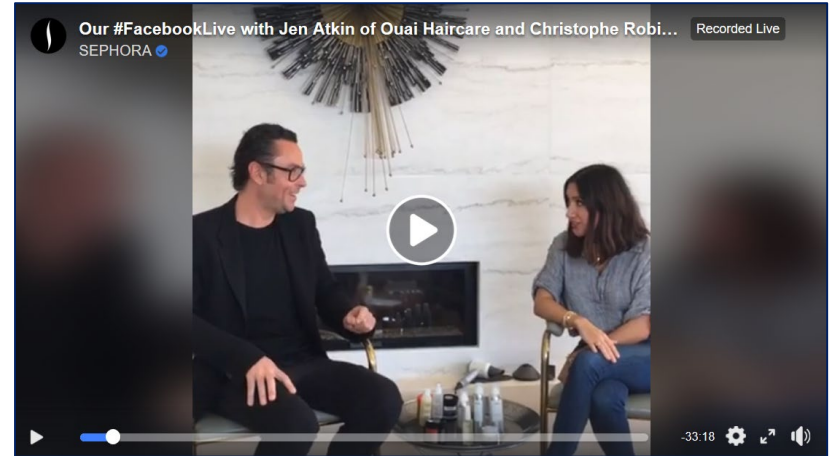 Our #FacebookLive with Jen Atkin of Ouai Haircare and Christophe Robi...
Recorded Live
SEPHORA
-33:18